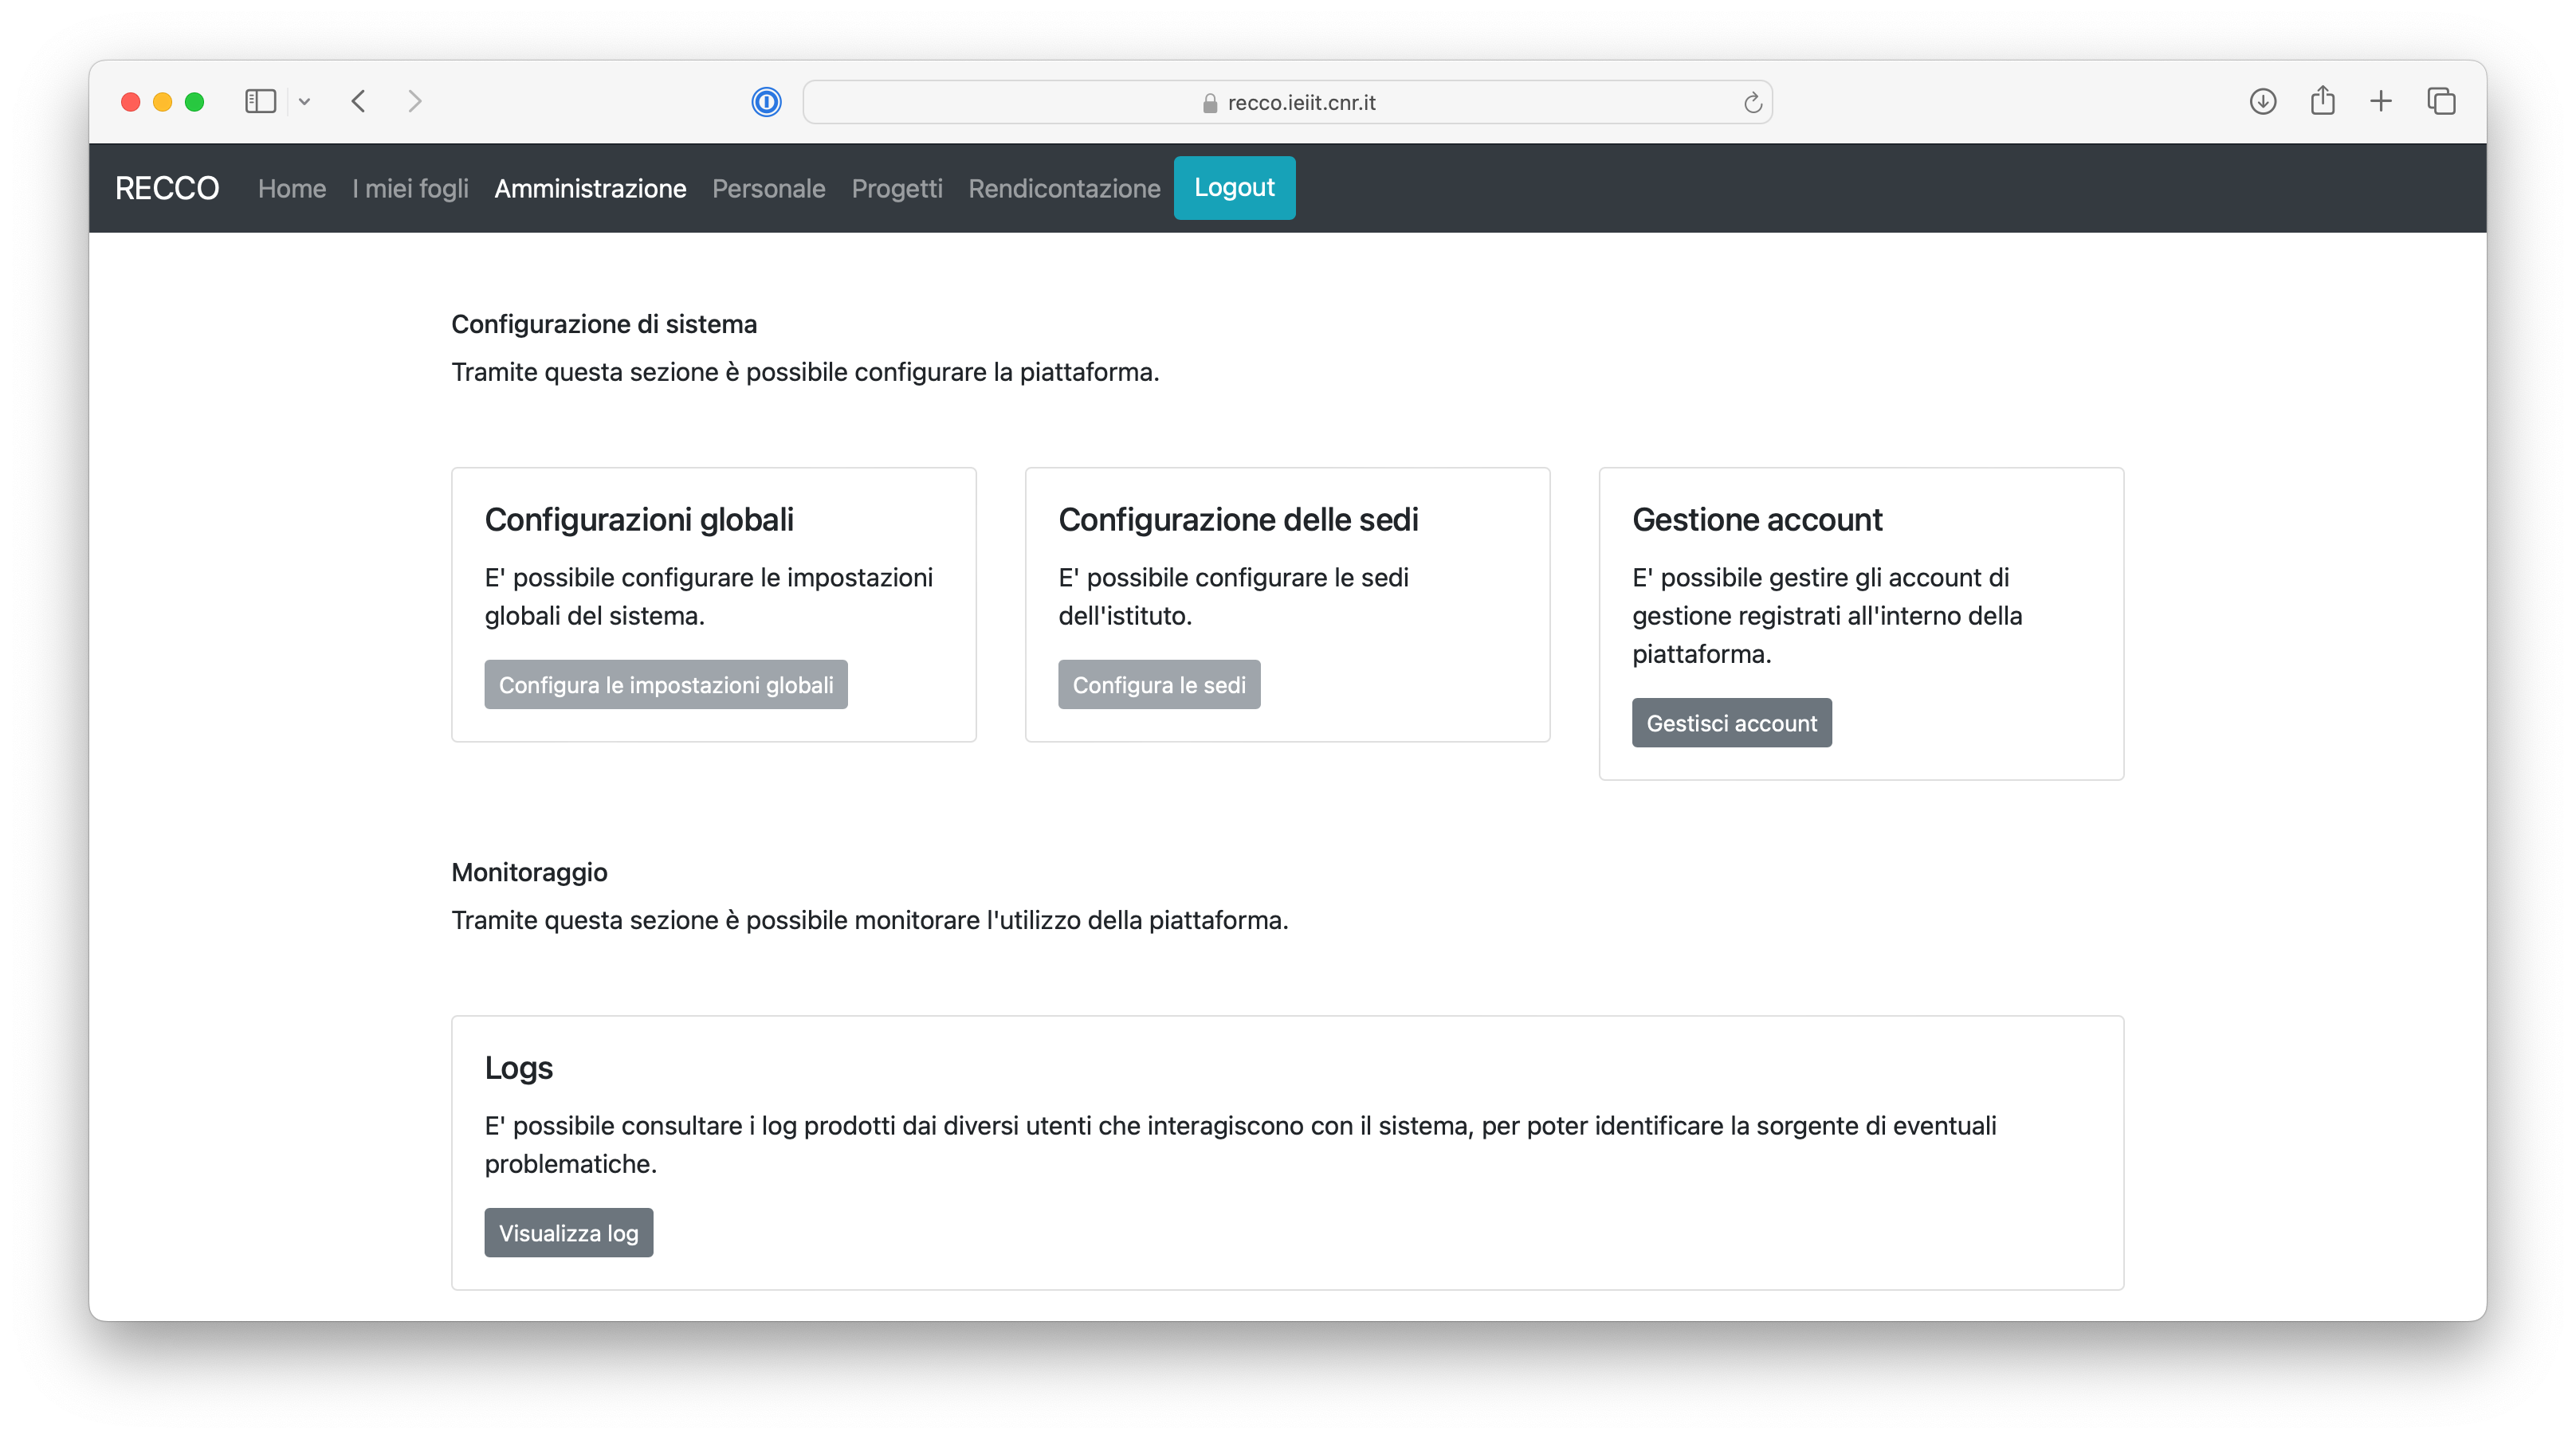 recco.ieiit.cnr.it
RECCO Home I miei fogli Amministrazione Personale Progetti Rendicontazione Logout
Configurazione di sistema
Tramite questa sezione è possibile configurare la piattaforma.
Configurazioni globali
E' possibile configurare le impostazioni
globali del sistema.
Configura le impostazioni globali
Configurazione delle sedi
E' possibile configurare le sedi
dell'istituto.
Configura le sedi
Gestione account
E' possibile gestire gli account di
gestione registrati all'interno della
piattaforma.
Gestisci account
Monitoraggio
Tramite questa sezione è possibile monitorare l'utilizzo della piattaforma.
Logs
E' possibile consultare i log prodotti dai diversi utenti che interagiscono con il sistema, per poter identificare la sorgente di eventuali
problematiche.
Visualizza log